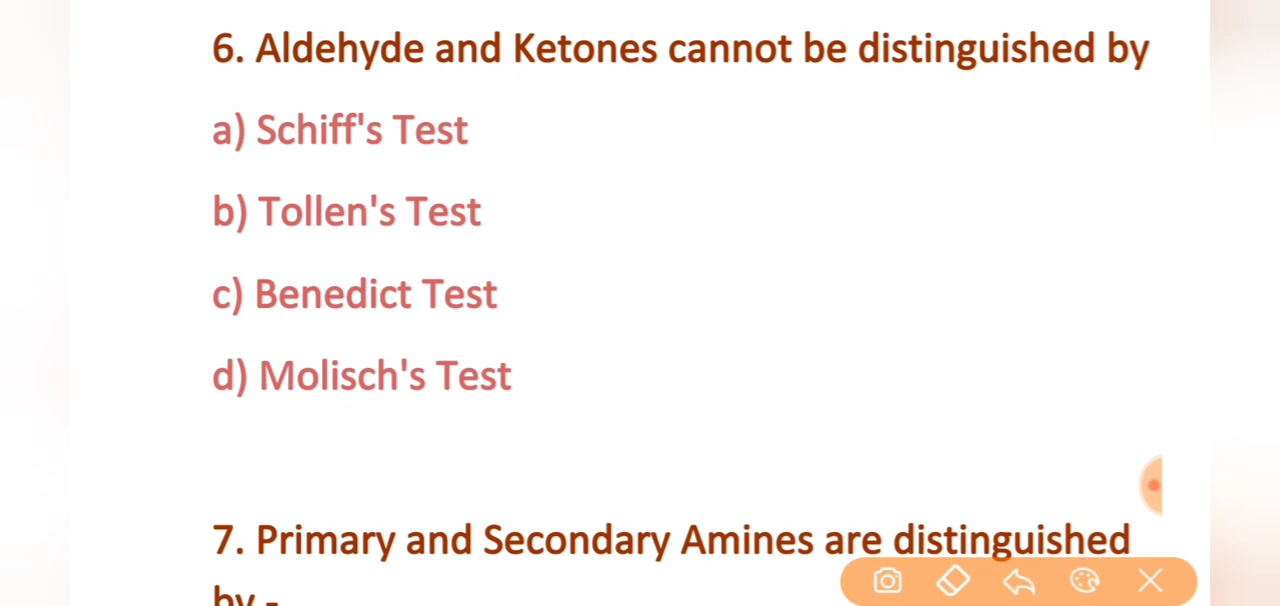 6. Aldehyde and Ketones cannot be distinguished by
a) Schiff's Test
b) Tollen's Test
c) Benedict Test
d) Molisch's Test
7. Primary and Secondary Amines are distinguished
by -